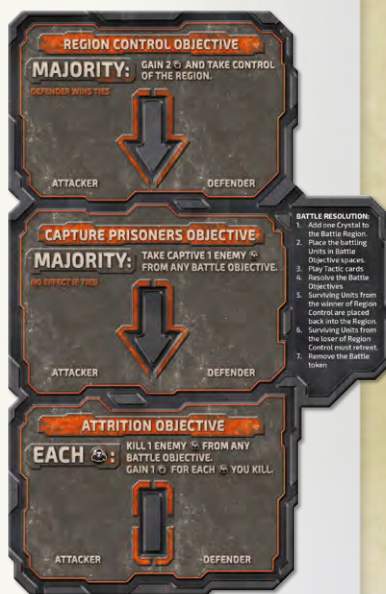 REGION CONTROL OBJECTIVE
MAJORITY: GAIN 2 AND TAKE CONTROL
OF THE REGION.
DEFENDER WINS TIES
ATTACKER DEFENDER
CAPTURE PRISONERS OBJECTIVE
MAJORITY: TAKE CAPTIVE 1 ENEMY
FROM ANY BATTLE OBJECTIVE.
NO EFFECT IF TIED
ATTACKER DEFENDER
BATTLE RESOLUTION:
1. Add one Crystal to
the Battle Region.
2. Place the battling
Units in Battle
Objective spaces.
3. Play Tactic cards
4. Resolve the Battle
Objectives
5. Surviving Units from
the winner of Region
Control are placed
back into the Region.
6. Surviving Units from
the loser of Region
Control must retreat.
7. Remove the Battle
token
ATTRITION OBJECTIVE
EACH : KILL 1 ENEMY FROM ANY
BATTLE OBJECTIVE.
GAIN 1 FOR EACH YOU KILL.
ATTACKER DEFENDER